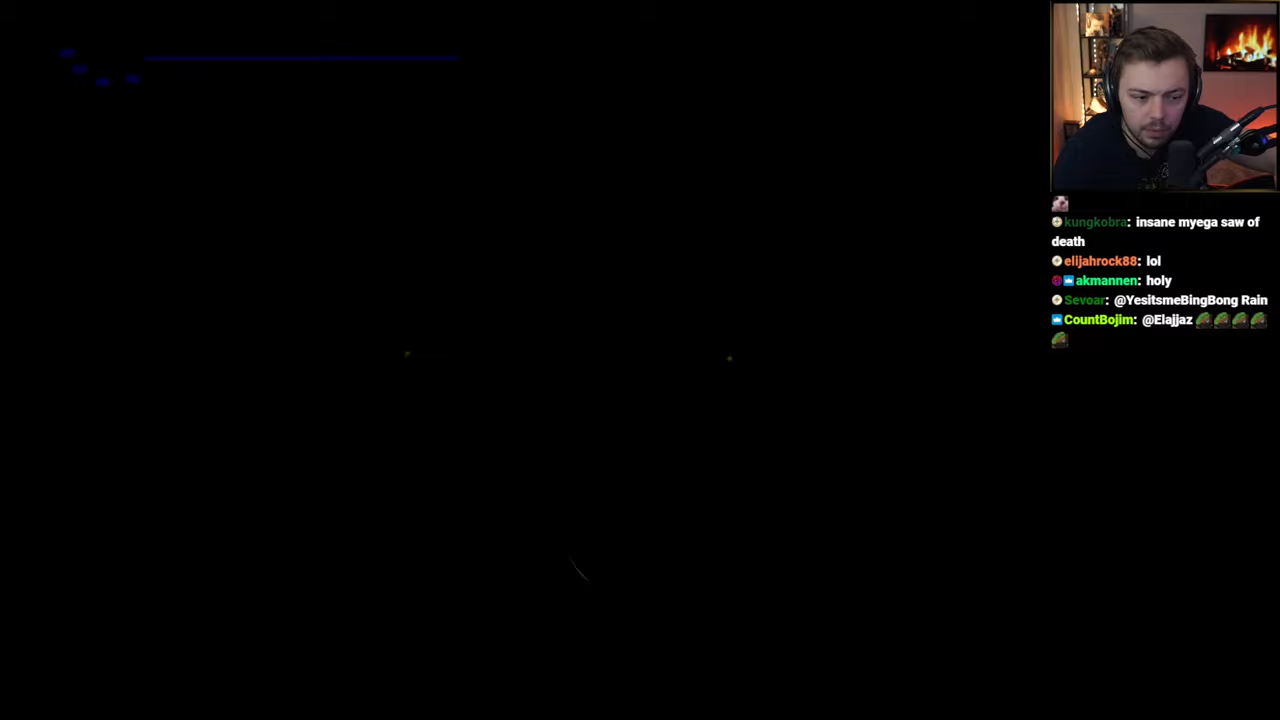 kungkobra: insane myega saw of
death
elijahrock88: lol
akmannen: holy
Sevoar: @YesitsmeBingBong Rain
CountBojim: @Elajjaz